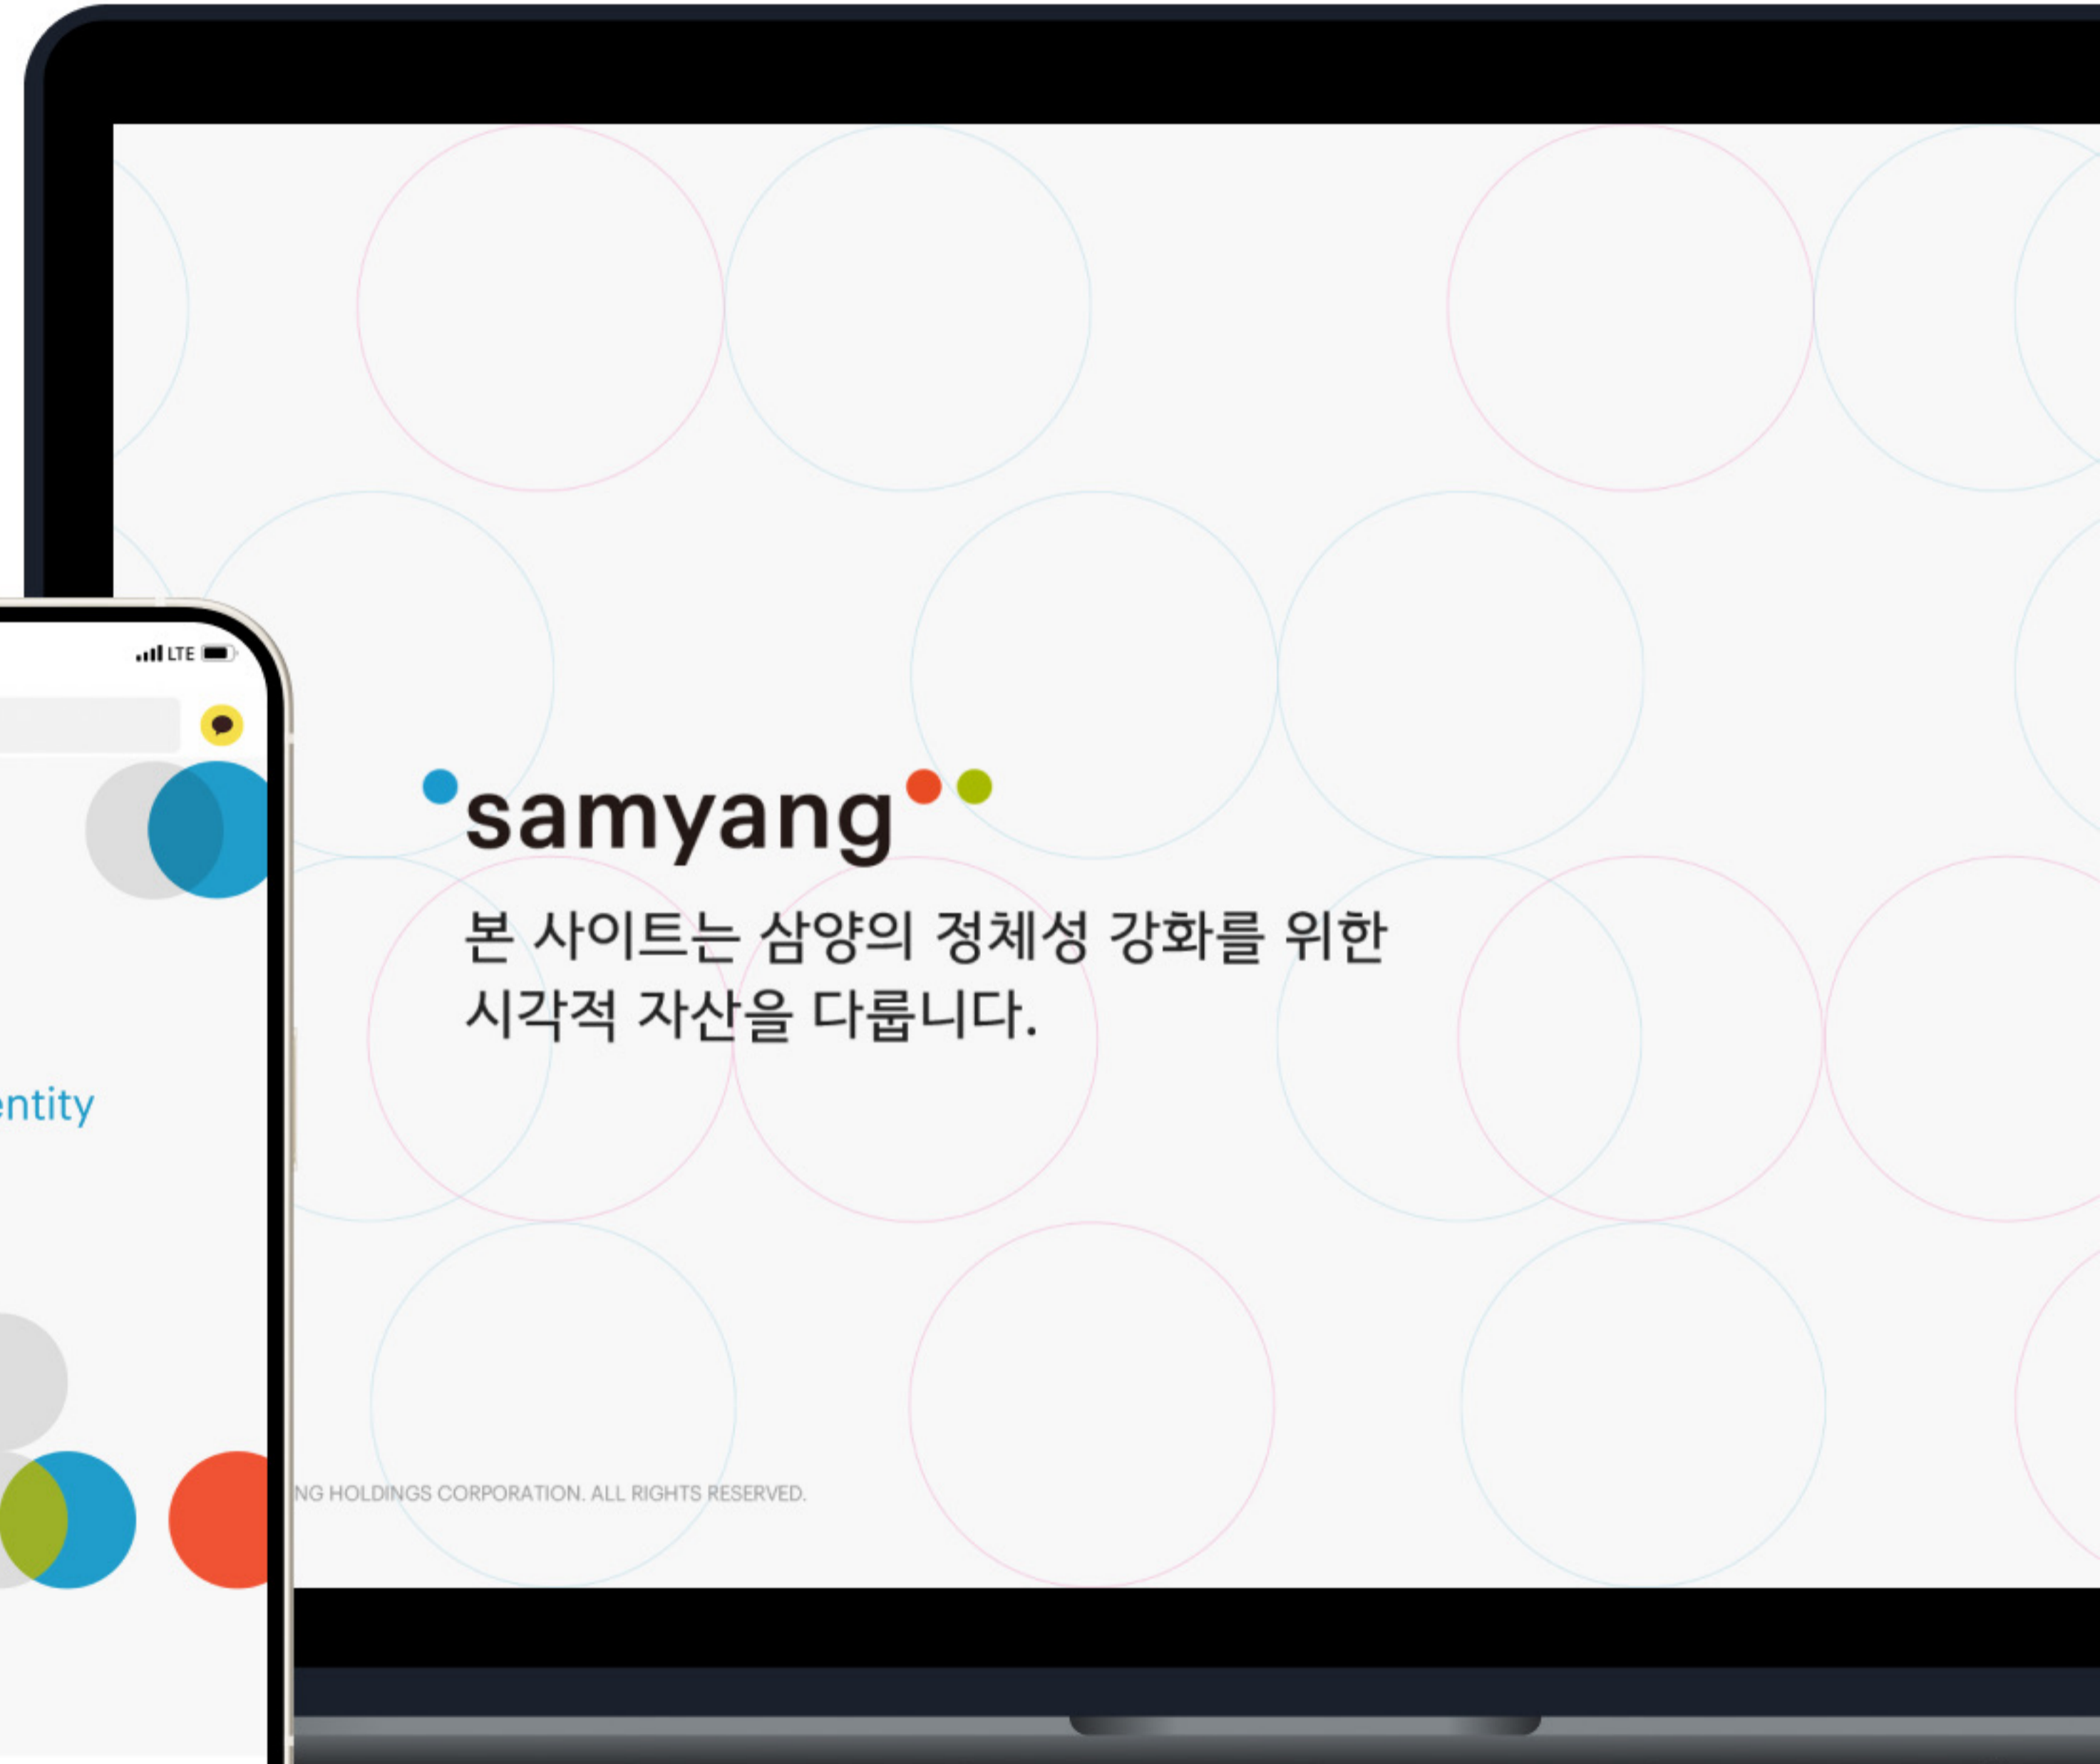 LTE
samyang
본 사이트는 삼양의 정체성 강화를 위한
시각적 자산을 다룹니다.
entity
NG HOLDINGS CORPORATION. ALL RIGHTS RESERVED.